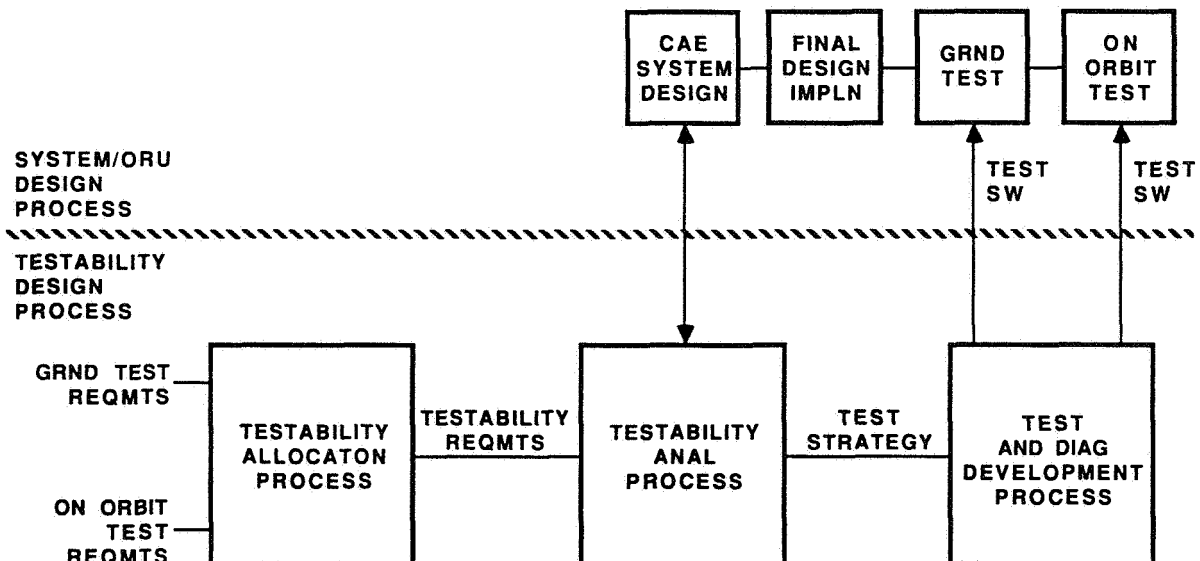 CAE
SYSTEM
DESIGN
FINAL
DESIGN
IMPLN
GRND
TEST
ON
ORBIT
TEST
SYSTEM/ORU
DESIGN
PROCESS
TEST
SW
TEST
SW
TESTABILITY
DESIGN
PROCESS
GRND TEST
REQMTS
ON ORBIT
TEST
REQMTS
TESTABILITY
ALLOCATON
PROCESS
TESTABILITY
REQMTS
TESTABILITY
ANAL
PROCESS
TEST
STRATEGY
TEST
AND DIAG
DEVELOPMENT
PROCESS